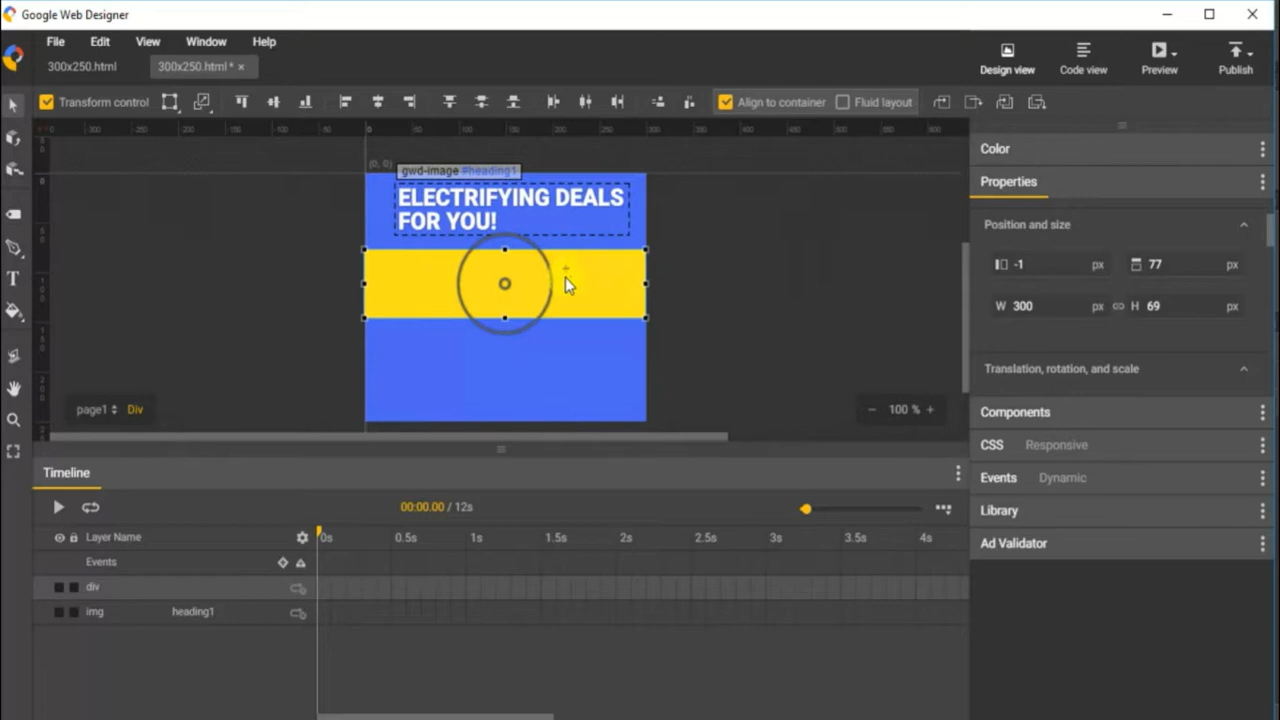 Google Web Designer
File Edit View Window Help
300x250.html 300x250.html* ×
Design view Code view Preview Publish
Transform control Align to container Fluid layout
Color
Properties
Position and size
-1 px 77 px
W 300 px H 69 px
Translation, rotation, and scale
Components
CSS Responsive
Events Dynamic
Library
Ad Validator
(0, 0)
gwd-image #heading1
ELECTRIFYING DEALS
FOR YOU!
page1 Div
100 %
Timeline
00:00.00 / 12s
Layer Name 0s 0.5s 1s 1.5s 2s 2.5s 3s 3.5s 4s
Events
div
img heading1